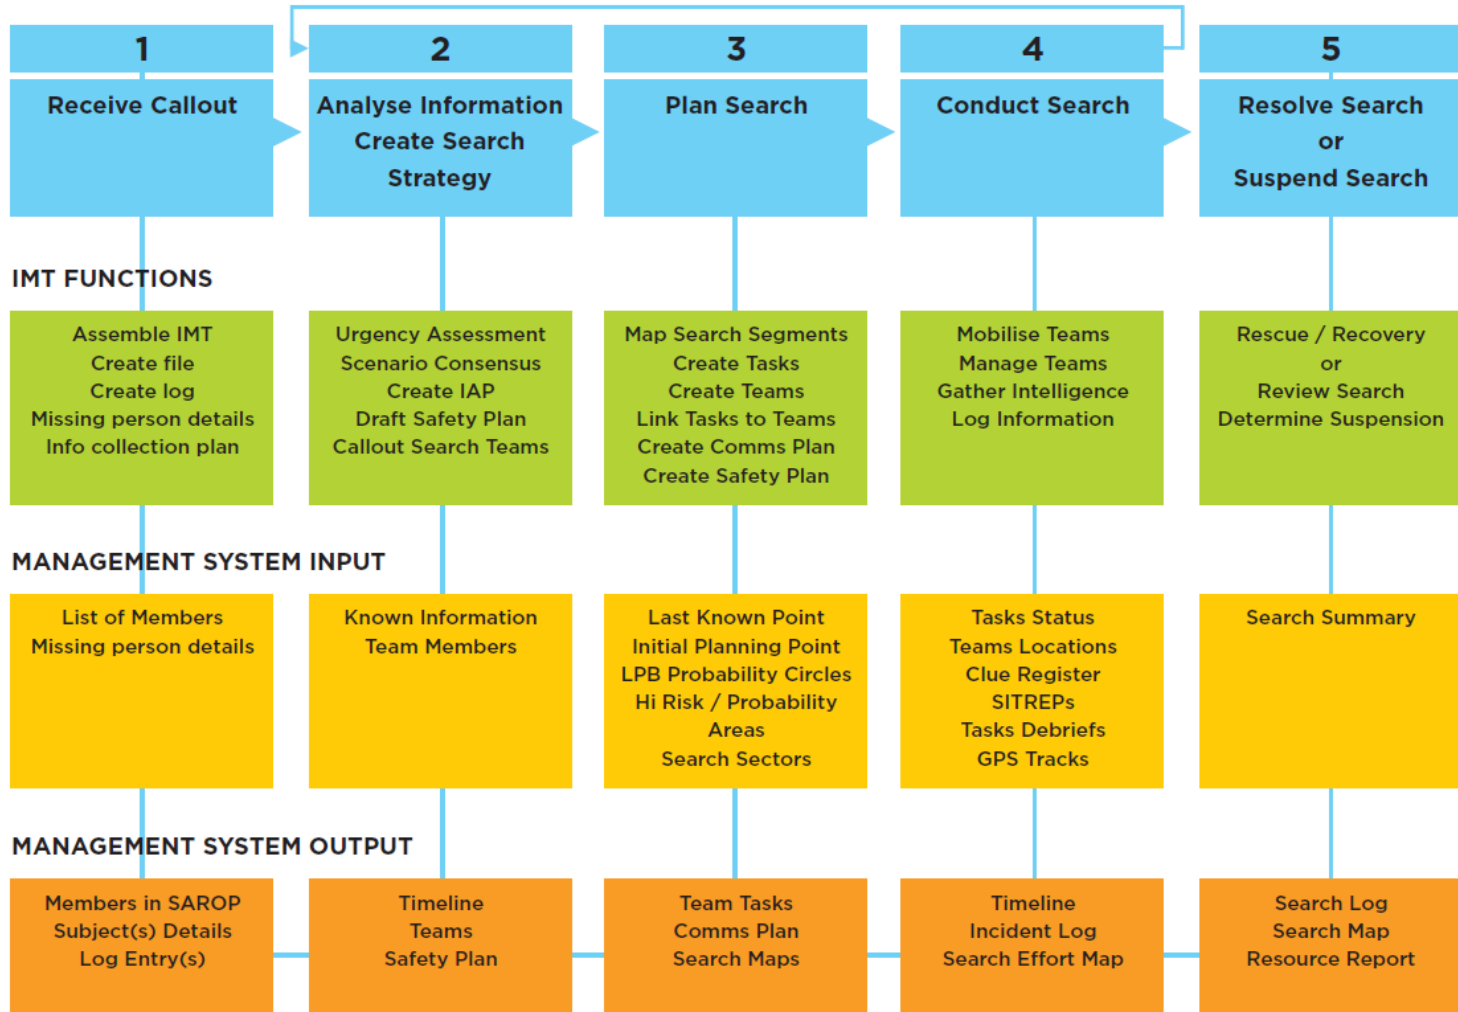 1
2
3
4
5
Receive Callout
Analyse Information
Create Search
Strategy
Plan Search
Conduct Search
Resolve Search
or
Suspend Search
IMT FUNCTIONS
Assemble IMT
Create file
Create log
Missing person details
Info collection plan
Urgency Assessment
Scenario Consensus
Create IAP
Draft Safety Plan
Callout Search Teams
Map Search Segments
Create Tasks
Create Teams
Link Tasks to Teams
Create Comms Plan
Create Safety Plan
Mobilise Teams
Manage Teams
Gather Intelligence
Log Information
Rescue / Recovery
or
Review Search
Determine Suspension
MANAGEMENT SYSTEM INPUT
List of Members
Missing person details
Known Information
Team Members
Last Known Point
Initial Planning Point
LPB Probability Circles
Hi Risk / Probability
Areas
Search Sectors
Tasks Status
Teams Locations
Clue Register
SITREPs
Tasks Debriefs
GPS Tracks
Search Summary
MANAGEMENT SYSTEM OUTPUT
Members in SAROP
Subject(s) Details
Log Entry(s)
Timeline
Teams
Safety Plan
Team Tasks
Comms Plan
Search Maps
Timeline
Incident Log
Search Effort Map
Search Log
Search Map
Resource Report